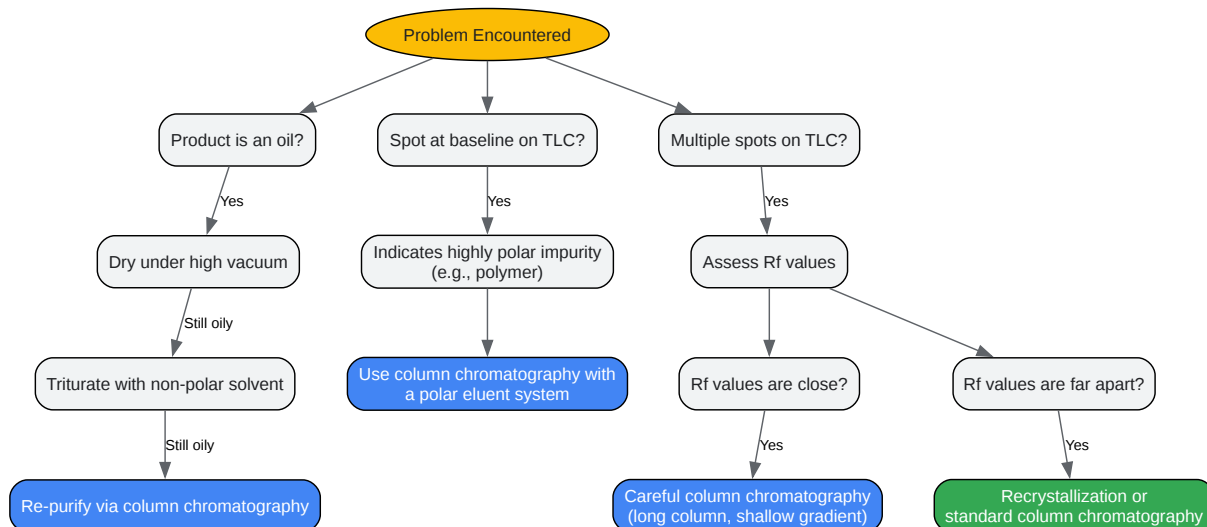 Problem Encountered
Product is an oil?
Spot at baseline on TLC?
Multiple spots on TLC?
Yes
Yes
Yes
Dry under high vacuum
Indicates highly polar impurity
(e.g., polymer)
Assess Rf values
Still oily
Triturate with non-polar solvent
Use column chromatography with
a polar eluent system
Rf values are close?
Rf values are far apart?
Still oily
Yes
Yes
Re-purify via column chromatography
Careful column chromatography
(long column, shallow gradient)
Recrystallization or
standard column chromatography